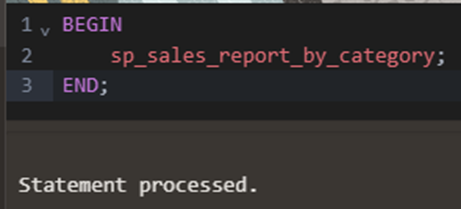 1 BEGIN
2 sp_sales_report_by_category;
3 END;
Statement processed.